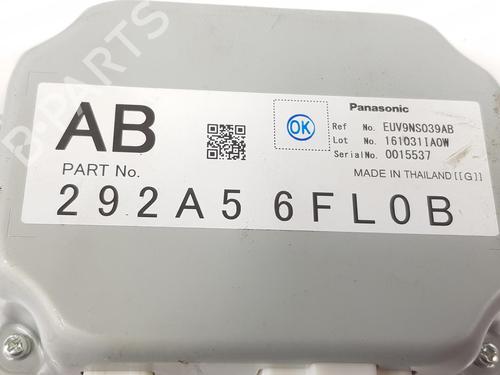 AB
PART No.
OK
Panasonic
Ref No. EUV9NS039AB
Lot No. 161031IA0W
Serial No. 0015537
MADE IN THAILAND [[G]]
292A5 6FL0B
B-PARTS